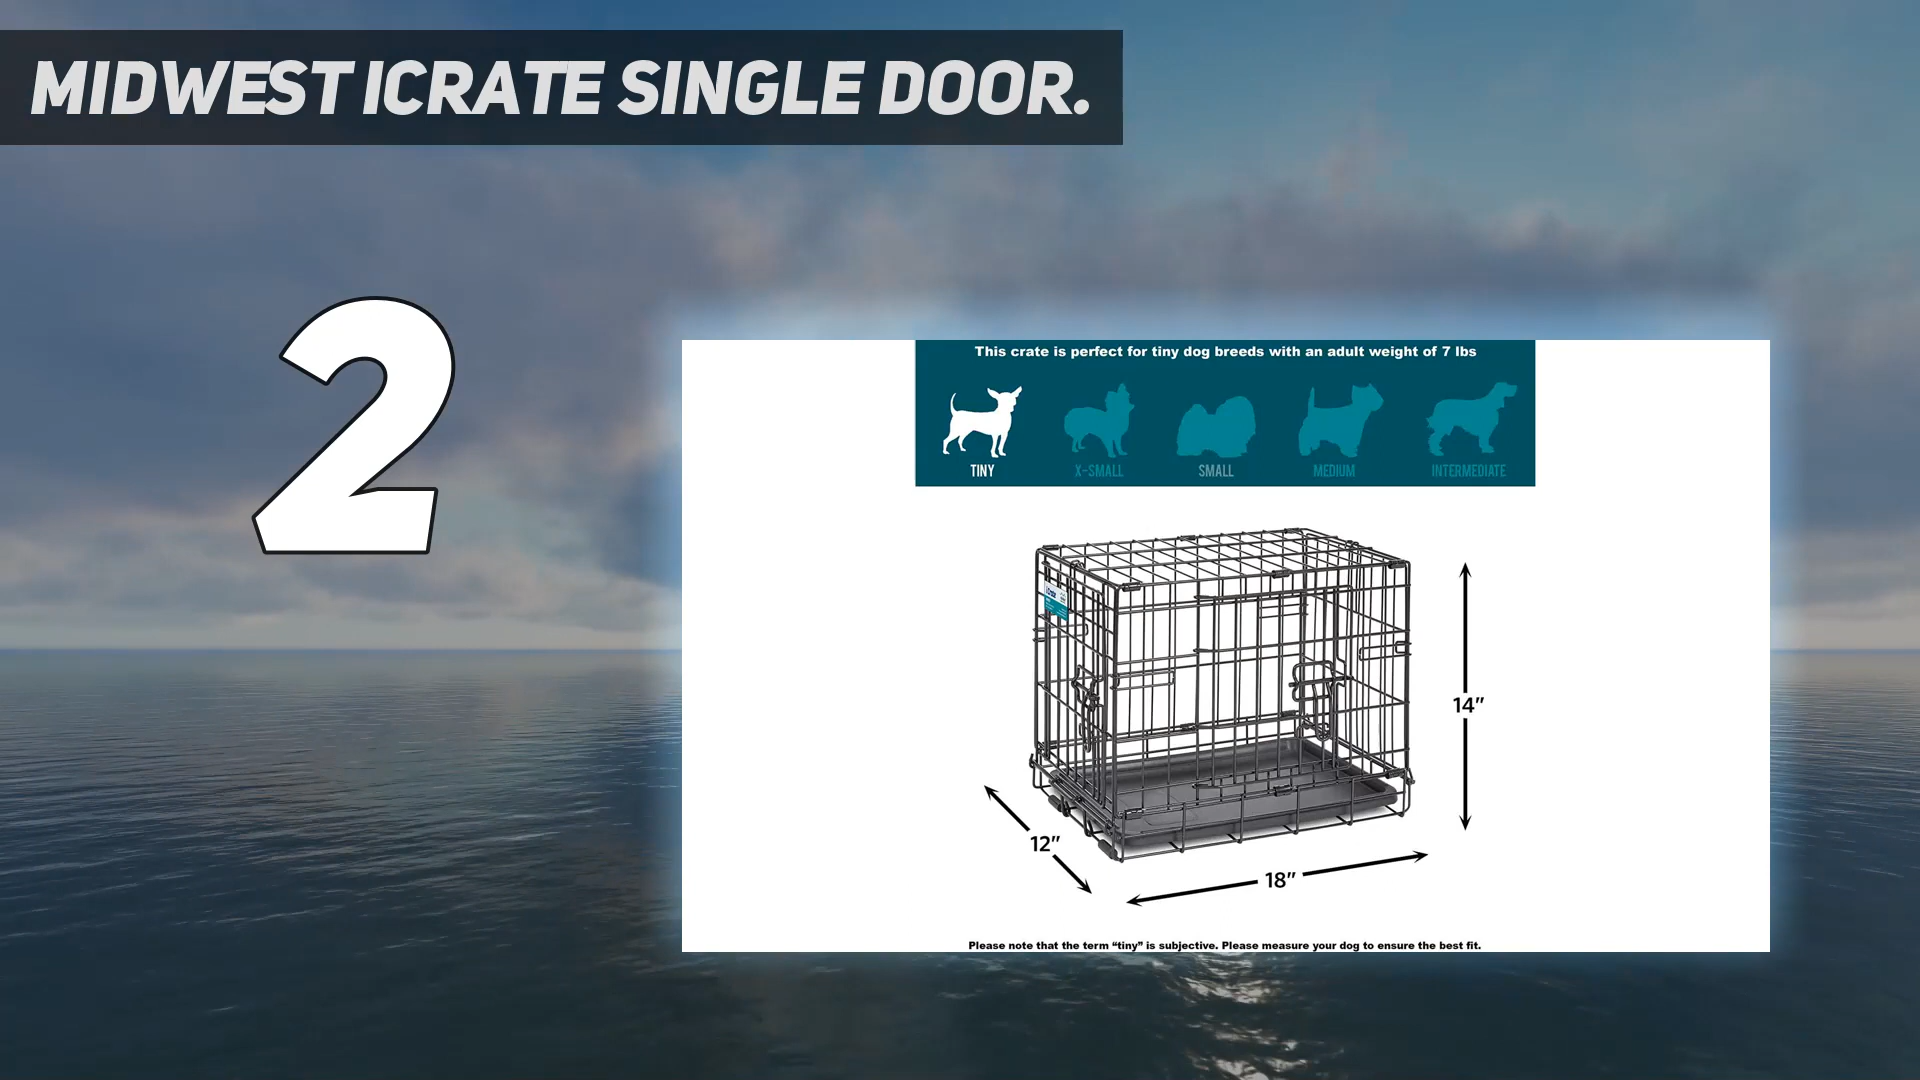 MIDWEST ICRATE SINGLE DOOR.
2
This crate is perfect for tiny dog breeds with an adult weight of 7 lbs
TINY X-SMALL SMALL MEDIUM INTERMEDIATE
14"
12"
18"
Please note that the term “tiny” is subjective. Please measure your dog to ensure the best fit.